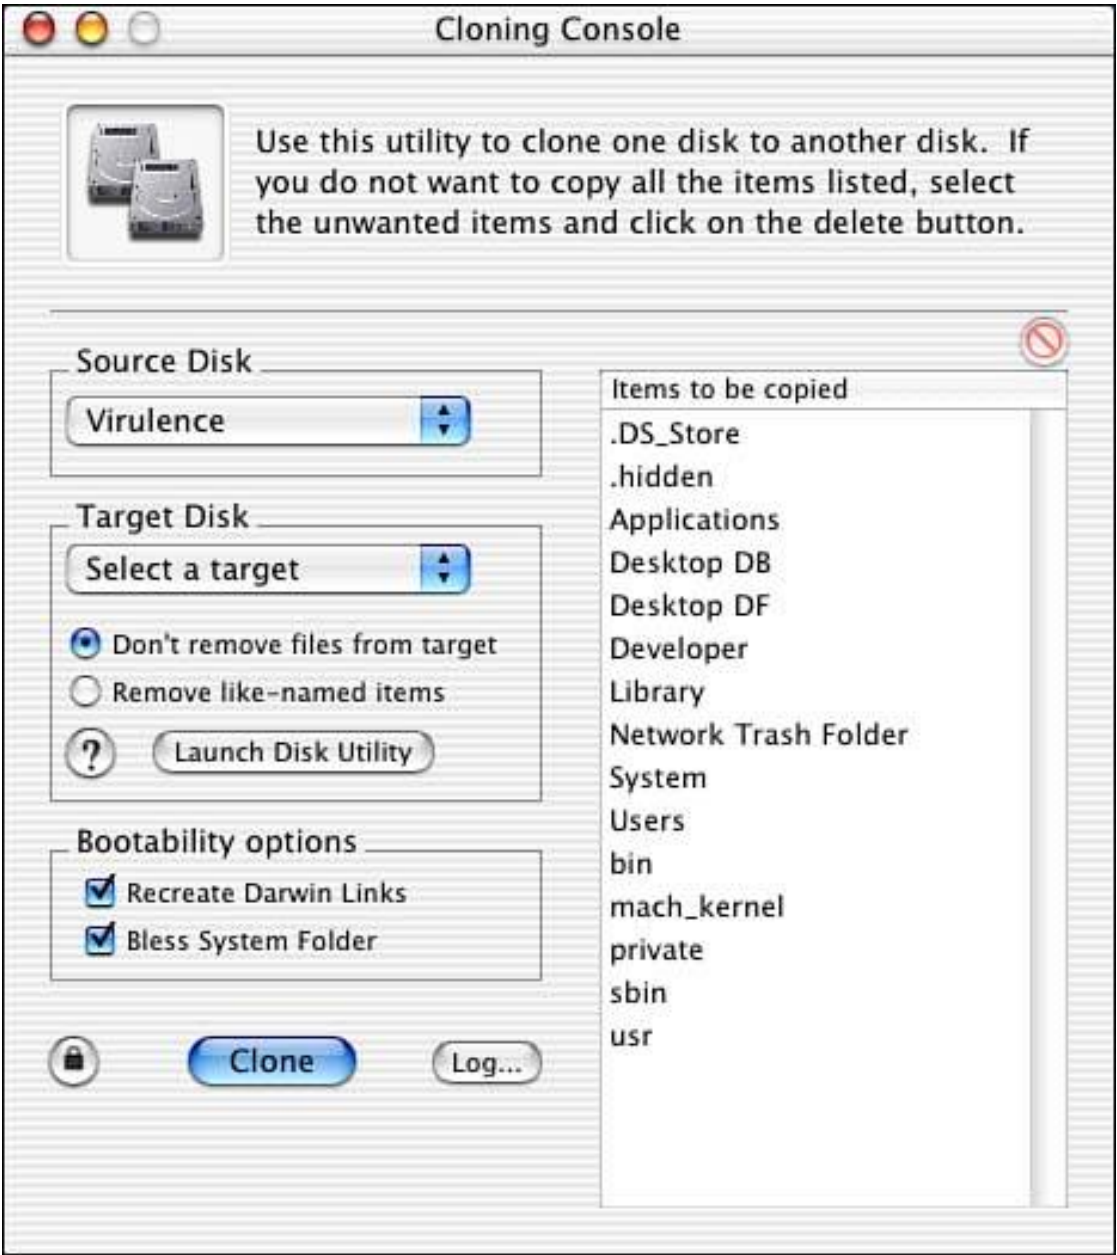 Cloning Console
Use this utility to clone one disk to another disk.  If
you do not want to copy all the items listed, select
the unwanted items and click on the delete button.
Source Disk
Virulence
Target Disk
Select a target
Don't remove files from target
Remove like-named items
?
Launch Disk Utility
Bootability options
Recreate Darwin Links
Bless System Folder
Clone
Log...
Items to be copied
.DS_Store
.hidden
Applications
Desktop DB
Desktop DF
Developer
Library
Network Trash Folder
System
Users
bin
mach_kernel
private
sbin
usr